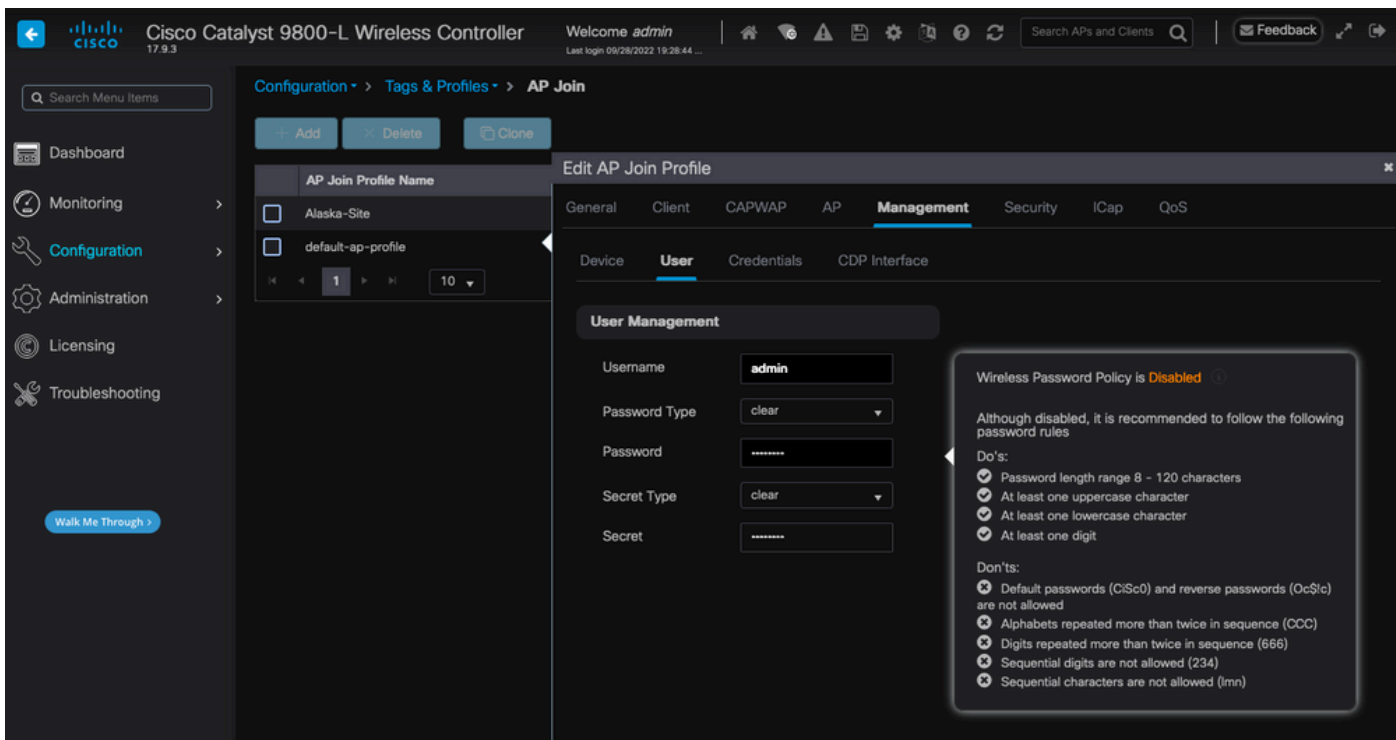 CISCO
Cisco Catalyst 9800-L Wireless Controller
17.9.3
Welcome admin
Last login 09/28/2022 19:28:44 ...
Search APs and Clients
Feedback
Search Menu Items
Dashboard
Monitoring
Configuration
Administration
Licensing
Troubleshooting
Walk Me Through >
Configuration > Tags & Profiles > AP Join
+ Add
× Delete
Clone
AP Join Profile Name
Alaska-Site
default-ap-profile
1
10
Edit AP Join Profile
General Client CAPWAP AP Management Security ICap QoS
Device User Credentials CDP Interface
User Management
Username admin
Password Type clear
Password ••••••••
Secret Type clear
Secret ••••••••
Wireless Password Policy is Disabled
Although disabled, it is recommended to follow the following
password rules
Do's:
Password length range 8 - 120 characters
At least one uppercase character
At least one lowercase character
At least one digit
Don'ts:
Default passwords (CiSc0) and reverse passwords (Oc$!c)
are not allowed
Alphabets repeated more than twice in sequence (CCC)
Digits repeated more than twice in sequence (666)
Sequential digits are not allowed (234)
Sequential characters are not allowed (lmn)